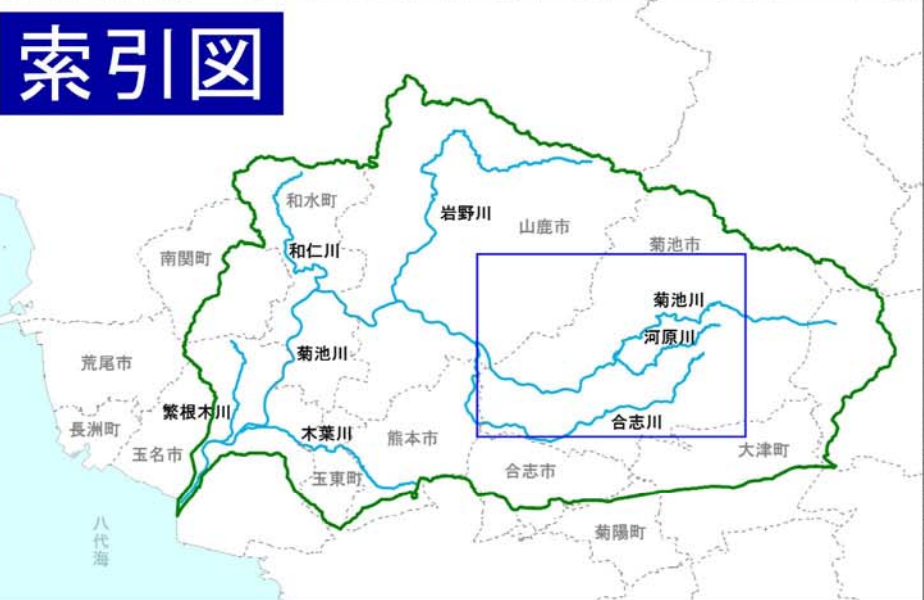 索引図
和水町
岩野川
山鹿市
菊池市
和仁川
南関町
菊池川
河原川
菊池川
荒尾市
繁根木川
合志川
長洲町
木葉川
熊本市
玉名市
大津町
合志市
玉東町
菊陽町
八代海